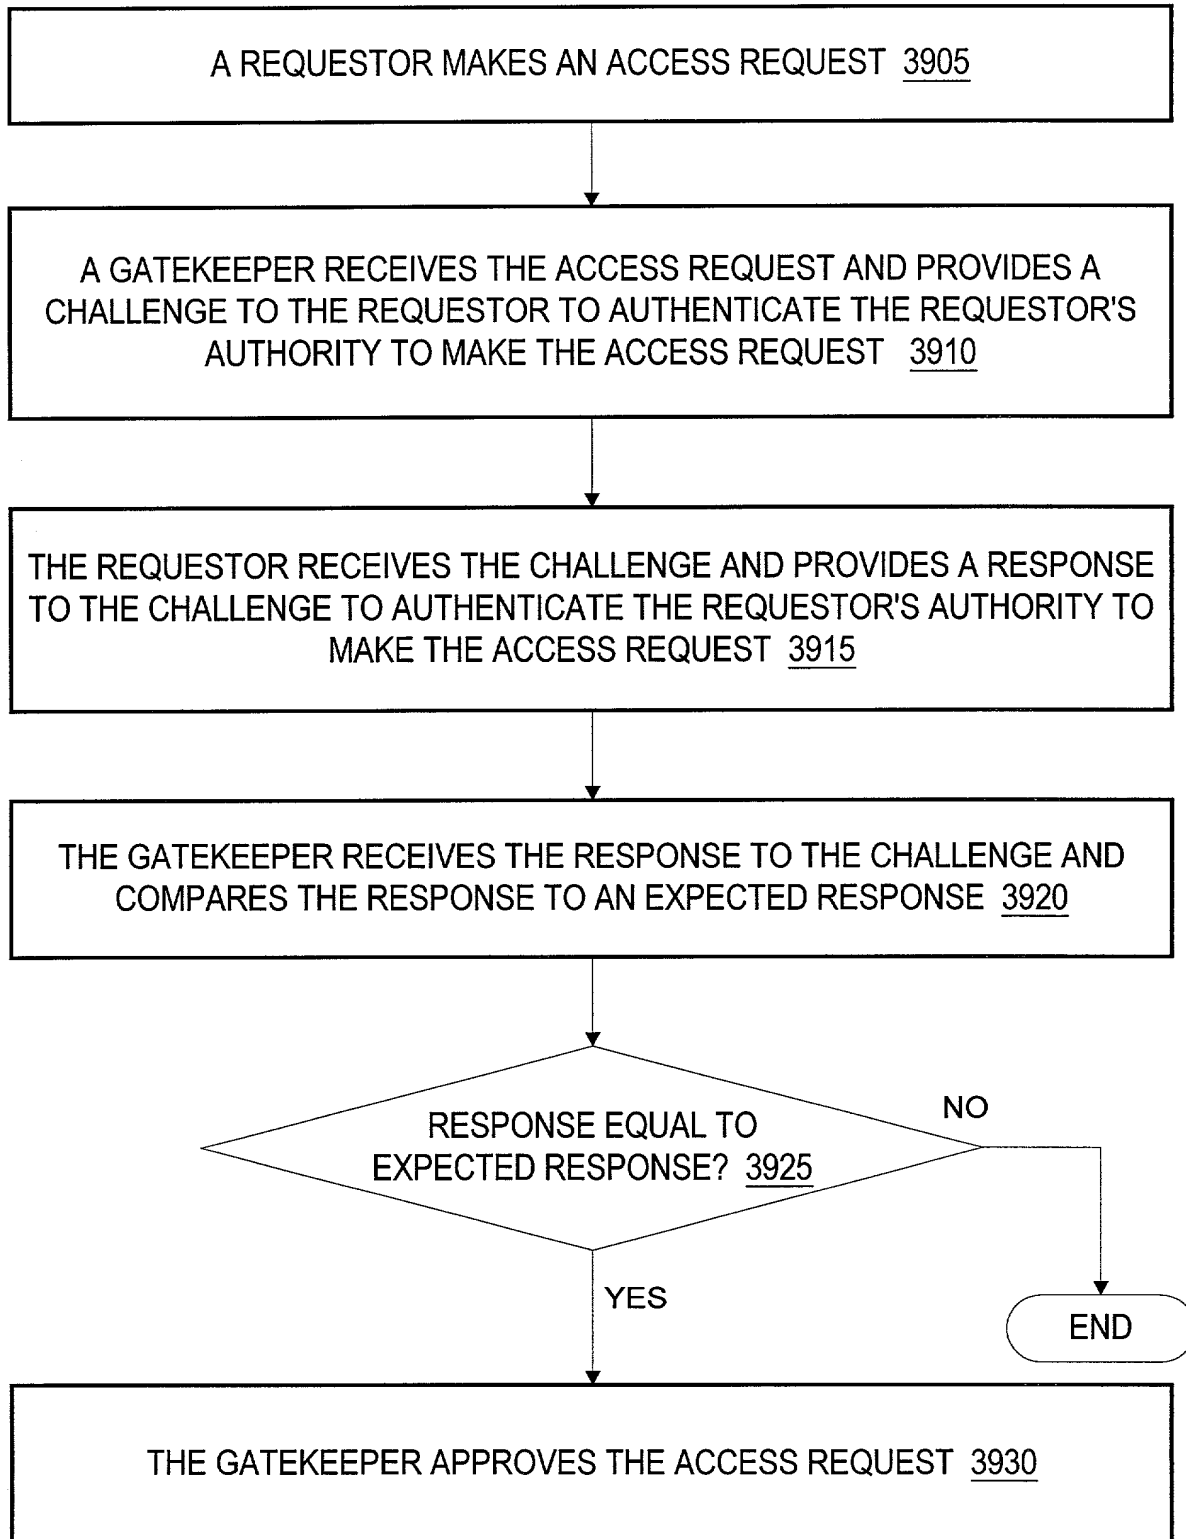 A REQUESTOR MAKES AN ACCESS REQUEST 3905
A GATEKEEPER RECEIVES THE ACCESS REQUEST AND PROVIDES A
CHALLENGE TO THE REQUESTOR TO AUTHENTICATE THE REQUESTOR'S
AUTHORITY TO MAKE THE ACCESS REQUEST 3910
THE REQUESTOR RECEIVES THE CHALLENGE AND PROVIDES A RESPONSE
TO THE CHALLENGE TO AUTHENTICATE THE REQUESTOR'S AUTHORITY TO
MAKE THE ACCESS REQUEST 3915
THE GATEKEEPER RECEIVES THE RESPONSE TO THE CHALLENGE AND
COMPARES THE RESPONSE TO AN EXPECTED RESPONSE 3920
RESPONSE EQUAL TO
EXPECTED RESPONSE? 3925
NO
YES
END
THE GATEKEEPER APPROVES THE ACCESS REQUEST 3930